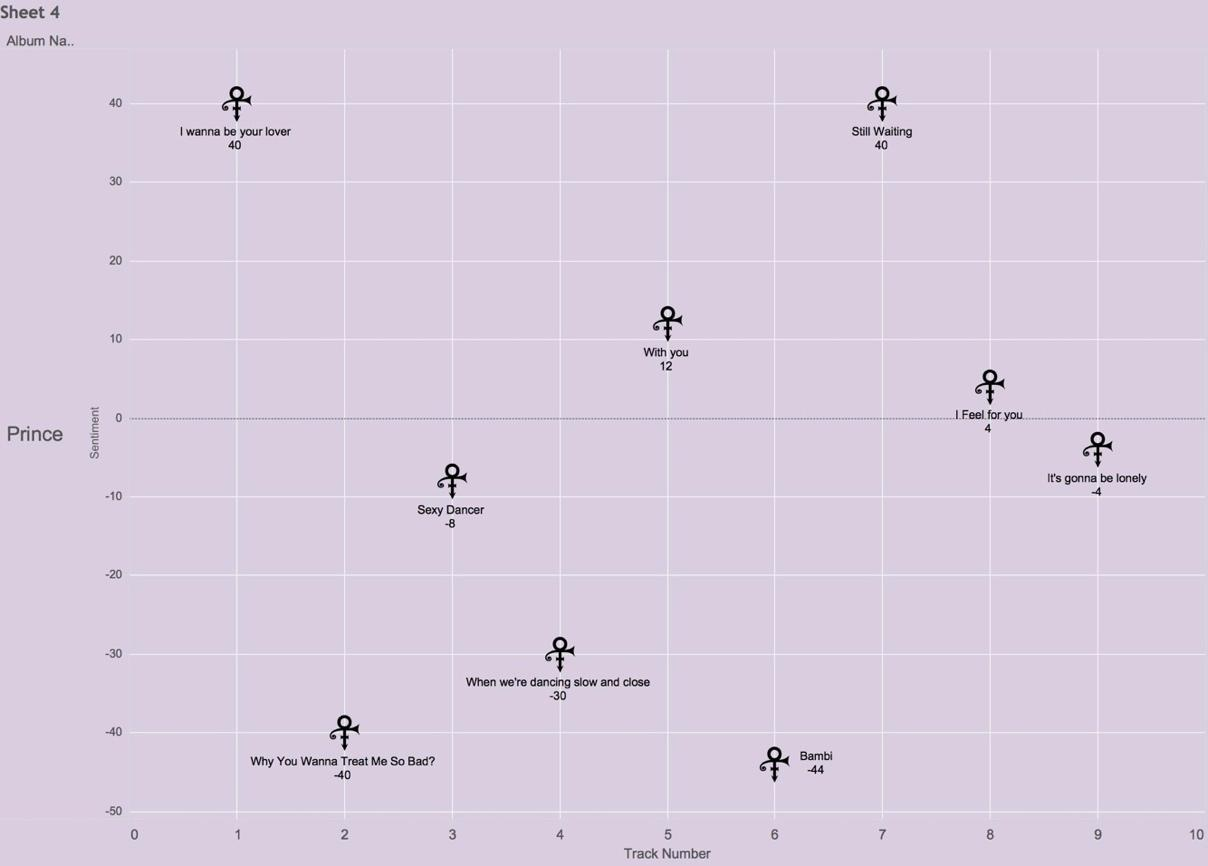 Sheet 4
Album Na..
40
I wanna be your lover
40
Still Waiting
40
30
20
10
With you
12
Prince
Sentiment
0
I Feel for you
4
It's gonna be lonely
-4
-10
Sexy Dancer
-8
-20
-30
When we're dancing slow and close
-30
-40
Why You Wanna Treat Me So Bad?
-40
Bambi
-44
-50
0 1 2 3 4 5 6 7 8 9 10
Track Number